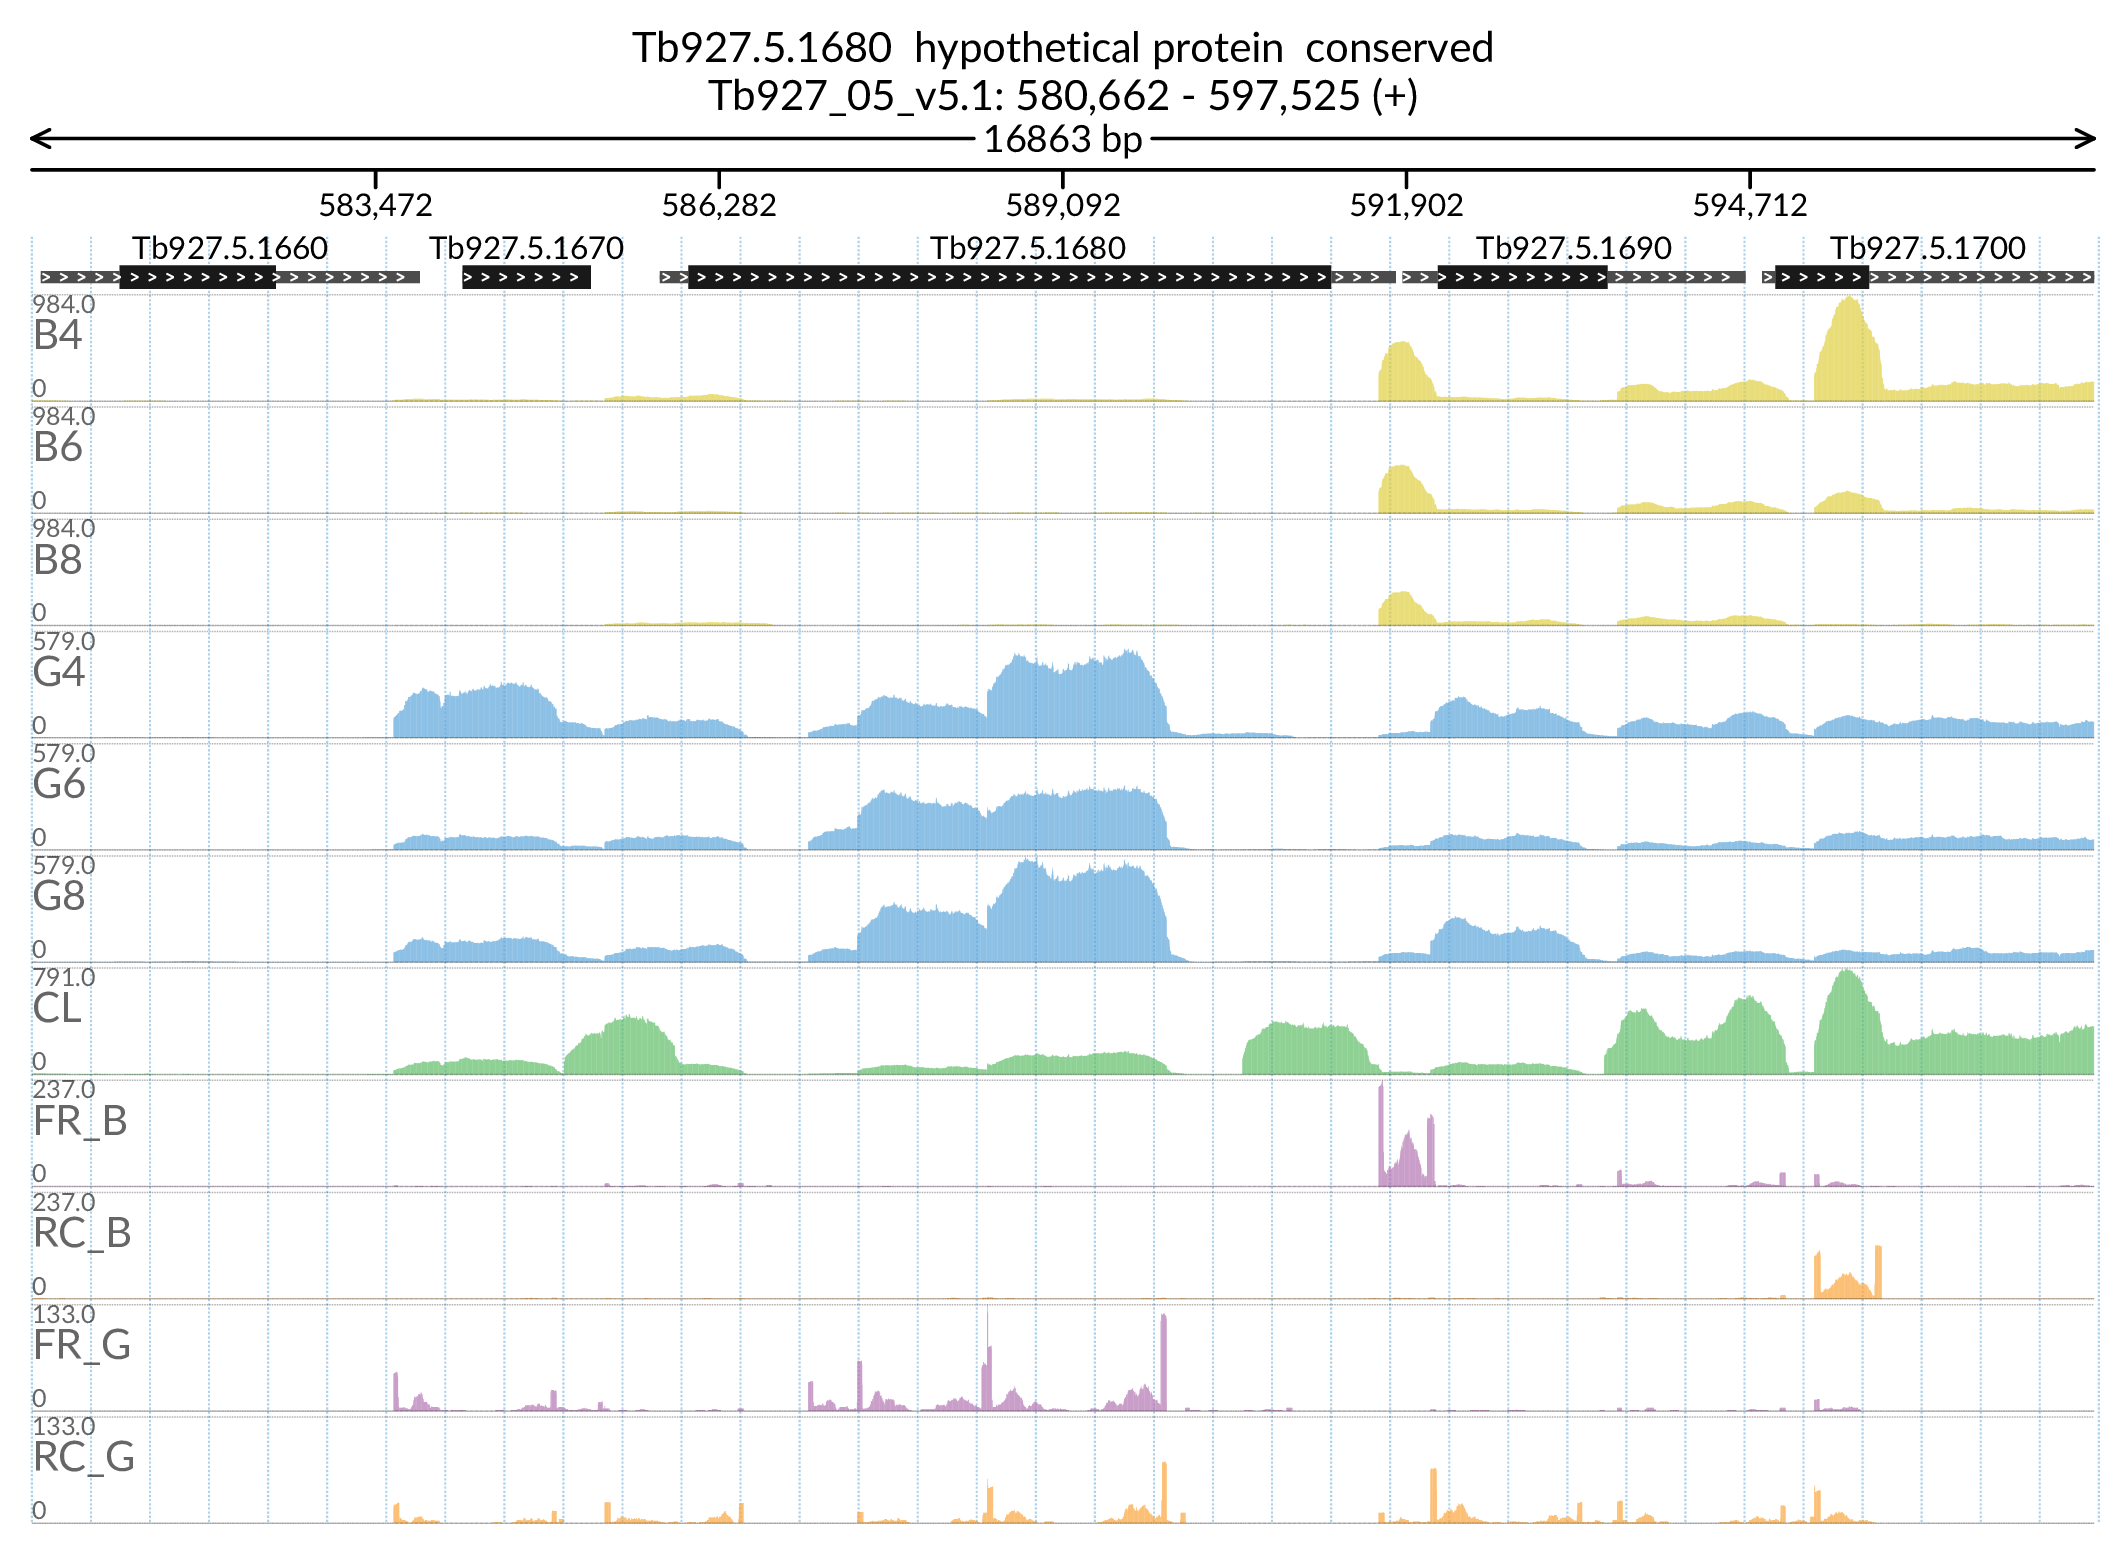 Tb927.5.1680  hypothetical protein  conserved
Tb927_05_v5.1: 580,662 - 597,525 (+)
16863 bp
583,472 586,282 589,092 591,902 594,712
Tb927.5.1660 Tb927.5.1670 Tb927.5.1680 Tb927.5.1690 Tb927.5.1700
984.0
B4
0
984.0
B6
0
984.0
B8
0
579.0
G4
0
579.0
G6
0
579.0
G8
0
791.0
CL
0
237.0
FR_B
0
237.0
RC_B
0
133.0
FR_G
0
133.0
RC_G
0